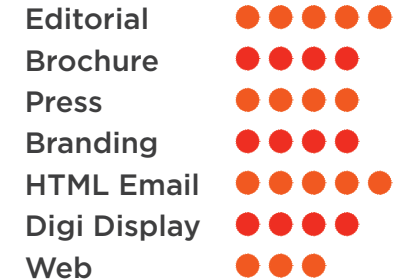 Editorial
Brochure
Press
Branding
HTML Email
Digi Display
Web